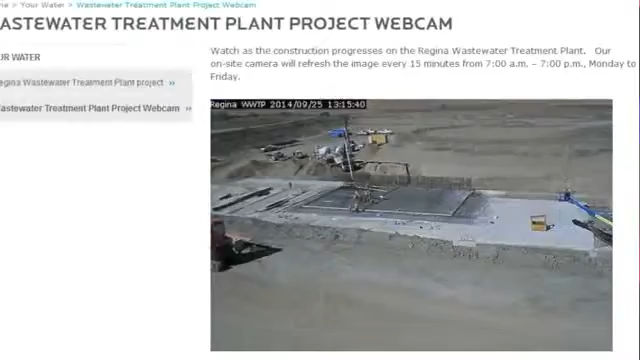 > Your Water > Wastewater Treatment Plant Project Webcam
ASTEWATER TREATMENT PLANT PROJECT WEBCAM
UR WATER
Regina Wastewater Treatment Plant project »
astewater Treatment Plant Project Webcam »
Watch as the construction progresses on the Regina Wastewater Treatment Plant. Our
on-site camera will refresh the image every 15 minutes from 7:00 a.m. – 7:00 p.m., Monday to
Friday.
Regina WWTP 2014/09/25 13:15:40